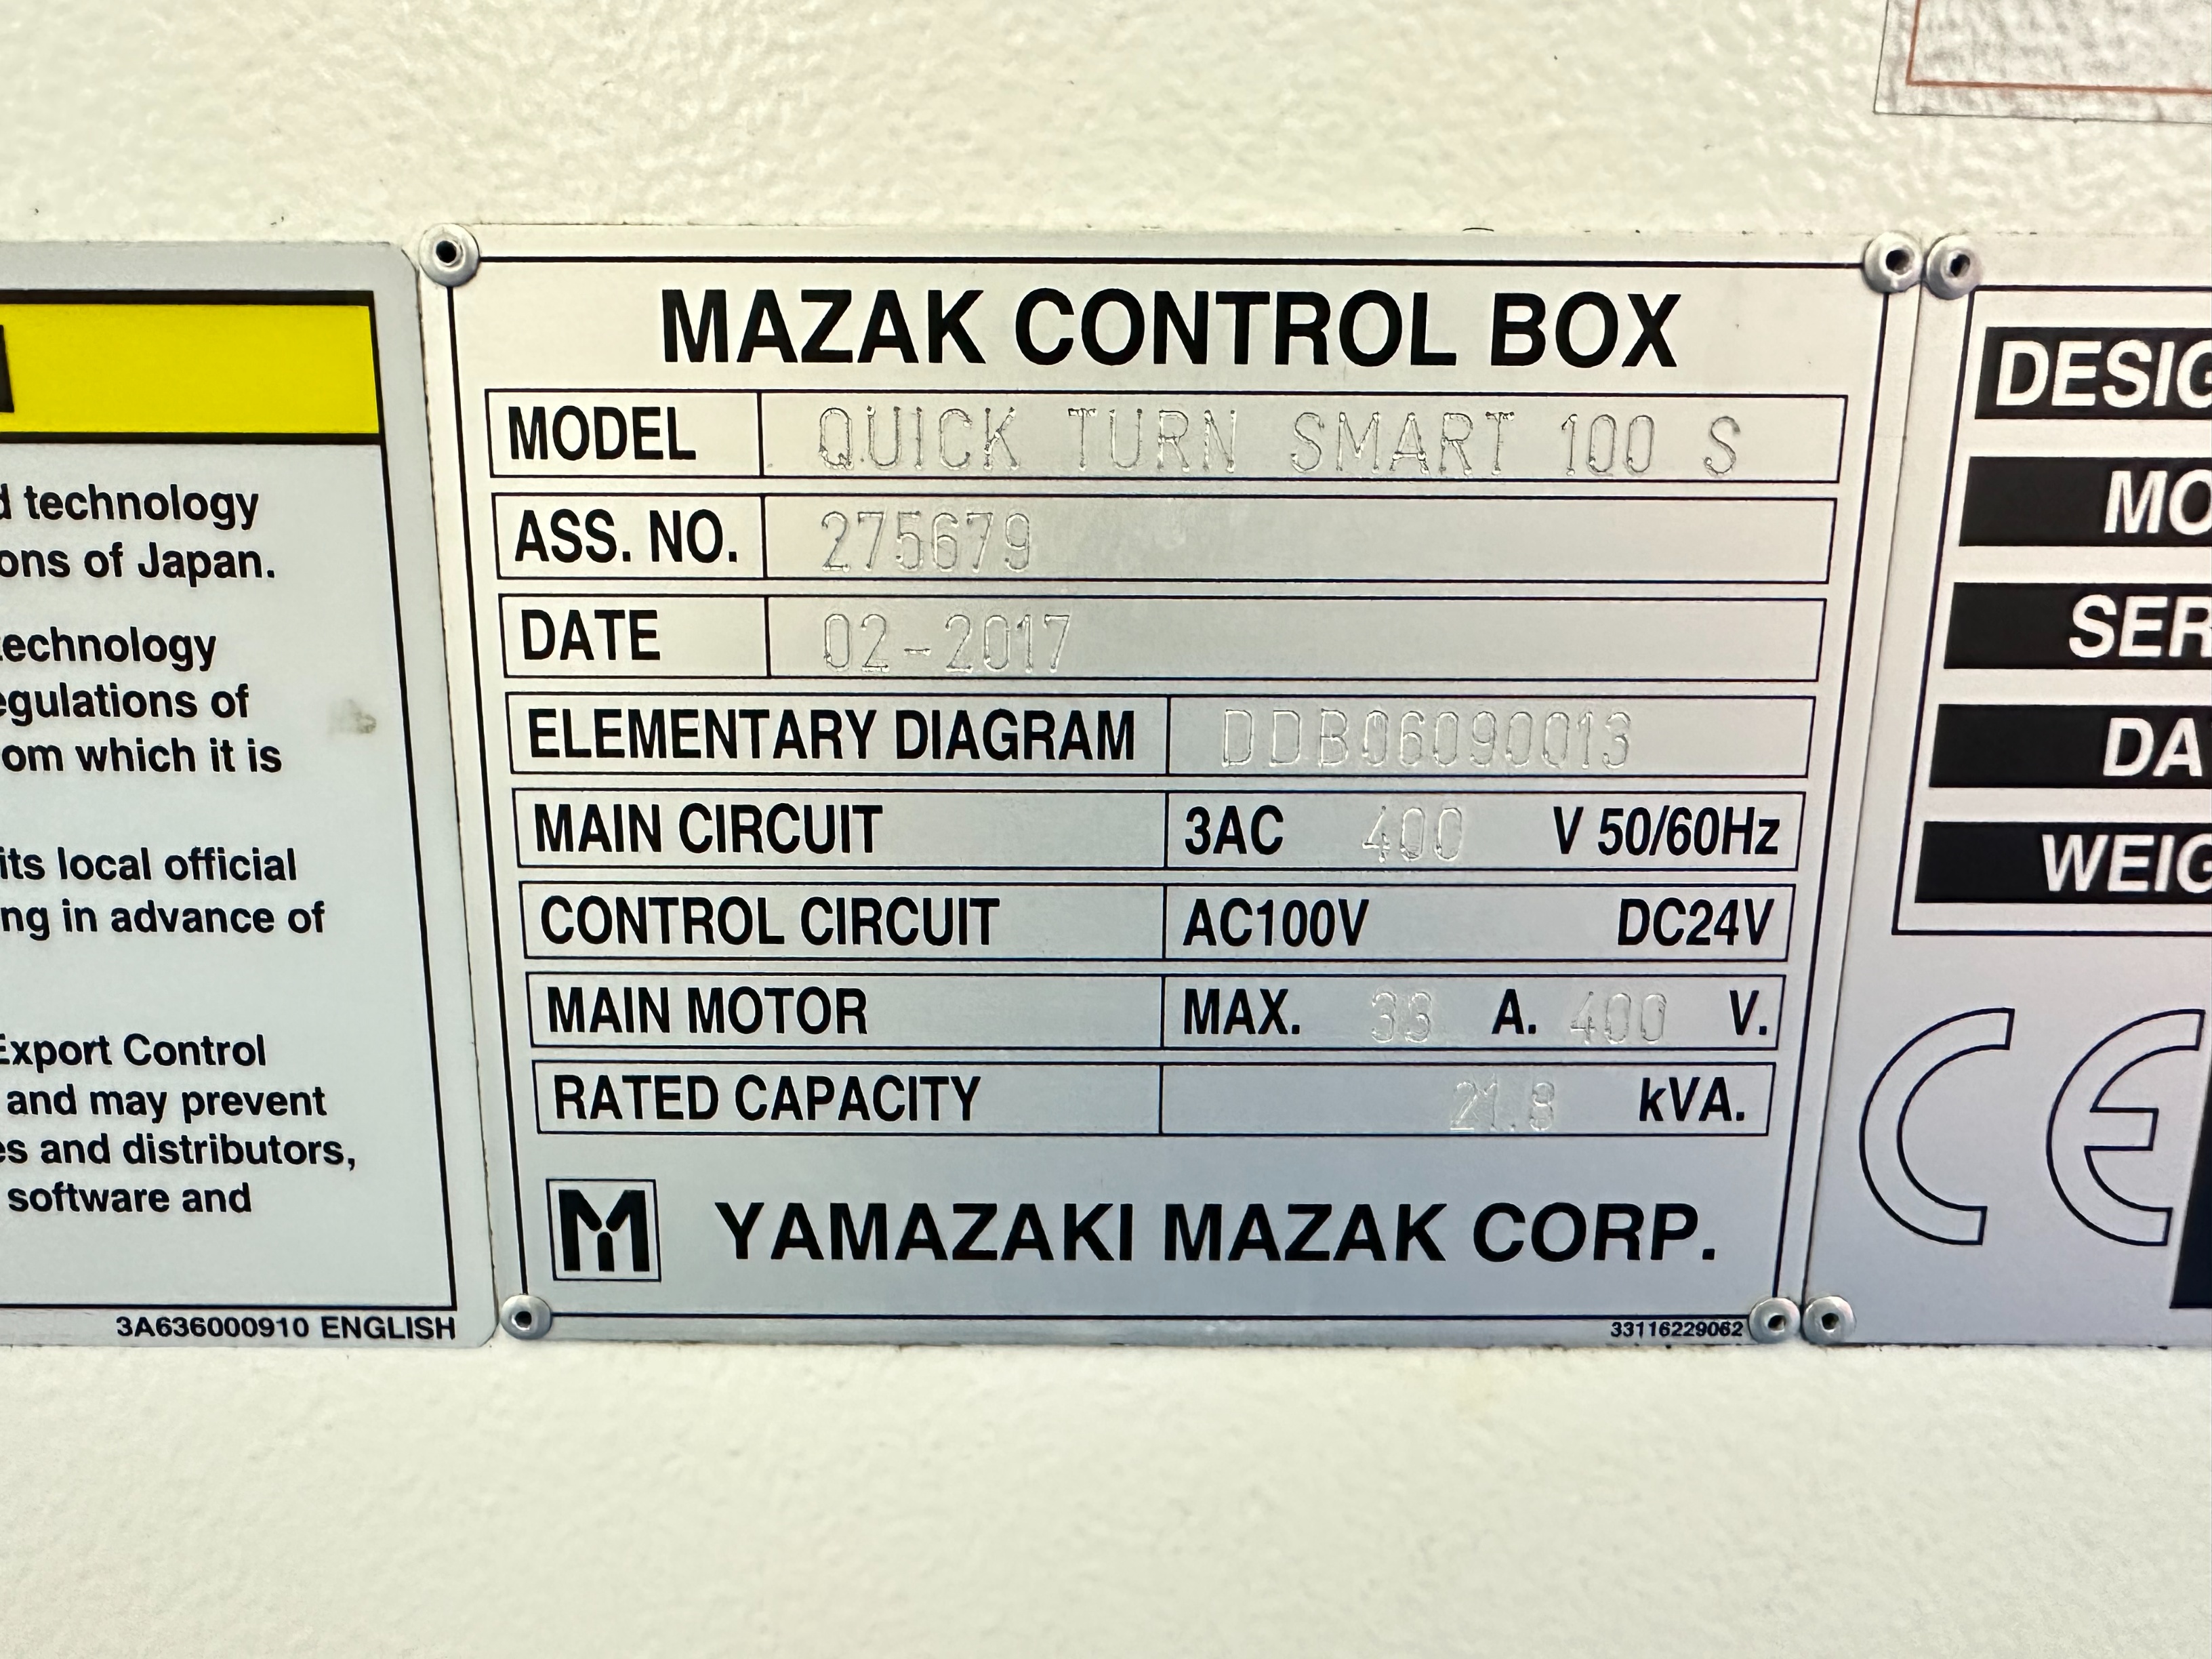 d technology
ons of Japan.
technology
egulations of
om which it is
its local official
ng in advance of
Export Control
and may prevent
es and distributors,
software and
3A636000910 ENGLISH
MAZAK CONTROL BOX
MODEL QUICK TURN SMART 100 S
ASS. NO. 275679
DATE 02-2017
ELEMENTARY DIAGRAM DDB06090013
MAIN CIRCUIT 3AC 400 V 50/60Hz
CONTROL CIRCUIT AC100V DC24V
MAIN MOTOR MAX. 33 A. 400 V.
RATED CAPACITY 21.8 kVA.
M YAMAZAKI MAZAK CORP.
33116229062
DESIG
MO
SER
DA
WEIG
CE